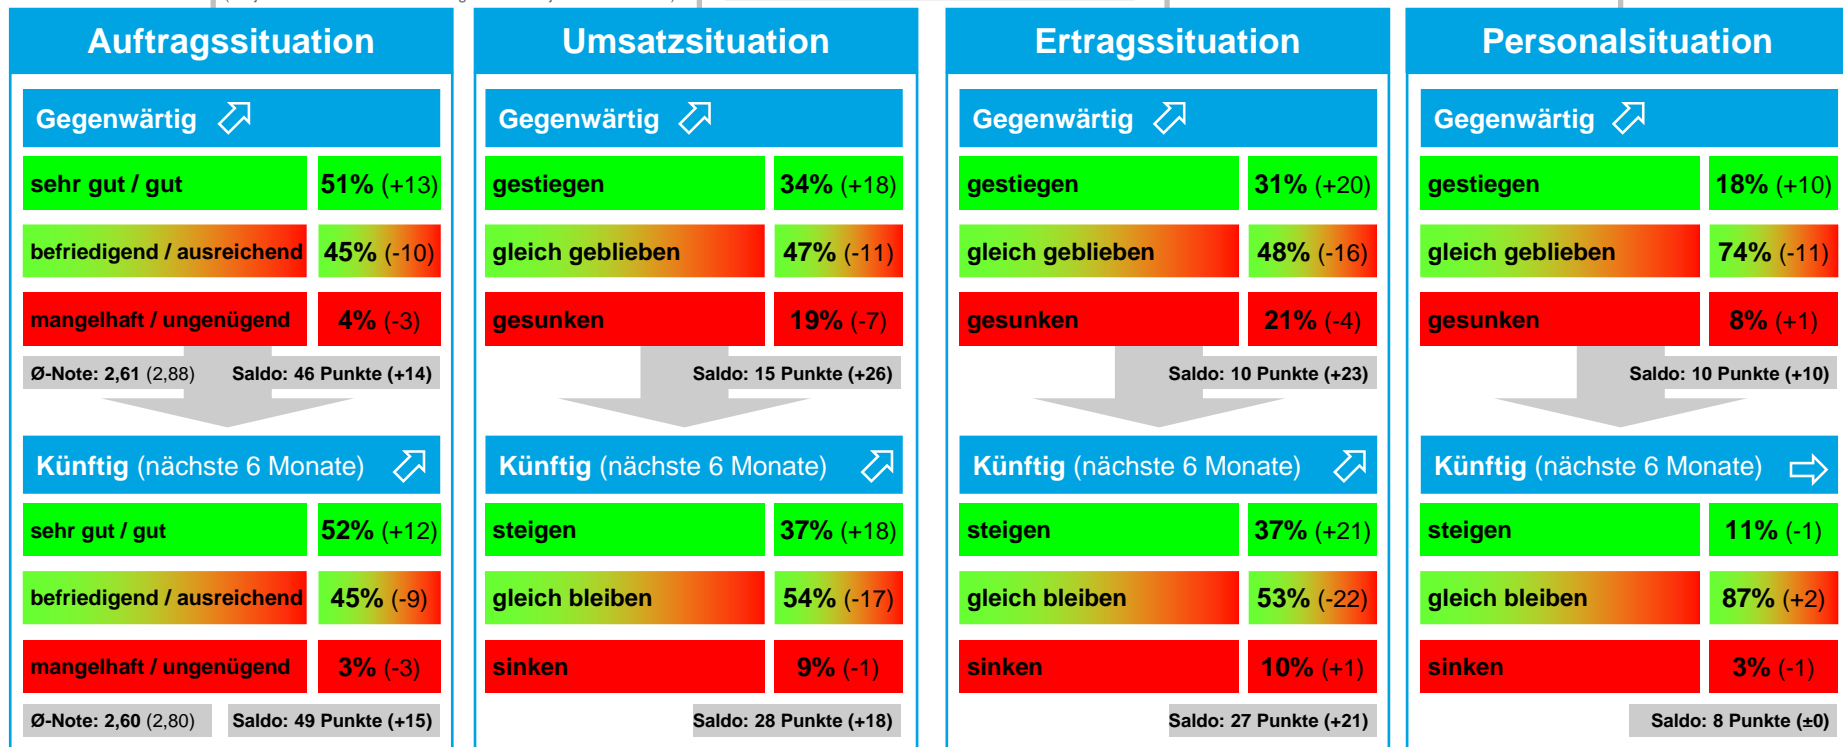 Auftragssituation
Gegenwärtig
sehr gut / gut 51% (+13)
befriedigend / ausreichend 45% (-10)
mangelhaft / ungenügend 4% (-3)
Ø-Note: 2,61 (2,88) Saldo: 46 Punkte (+14)
Künftig (nächste 6 Monate)
sehr gut / gut 52% (+12)
befriedigend / ausreichend 45% (-9)
mangelhaft / ungenügend 3% (-3)
Ø-Note: 2,60 (2,80) Saldo: 49 Punkte (+15)
Umsatzsituation
Gegenwärtig
gestiegen 34% (+18)
gleich geblieben 47% (-11)
gesunken 19% (-7)
Saldo: 15 Punkte (+26)
Künftig (nächste 6 Monate)
steigen 37% (+18)
gleich bleiben 54% (-17)
sinken 9% (-1)
Saldo: 28 Punkte (+18)
Ertragssituation
Gegenwärtig
gestiegen 31% (+20)
gleich geblieben 48% (-16)
gesunken 21% (-4)
Saldo: 10 Punkte (+23)
Künftig (nächste 6 Monate)
steigen 37% (+21)
gleich bleiben 53% (-22)
sinken 10% (+1)
Saldo: 27 Punkte (+21)
Personalsituation
Gegenwärtig
gestiegen 18% (+10)
gleich geblieben 74% (-11)
gesunken 8% (+1)
Saldo: 10 Punkte (+10)
Künftig (nächste 6 Monate)
steigen 11% (-1)
gleich bleiben 87% (+2)
sinken 3% (-1)
Saldo: 8 Punkte (±0)